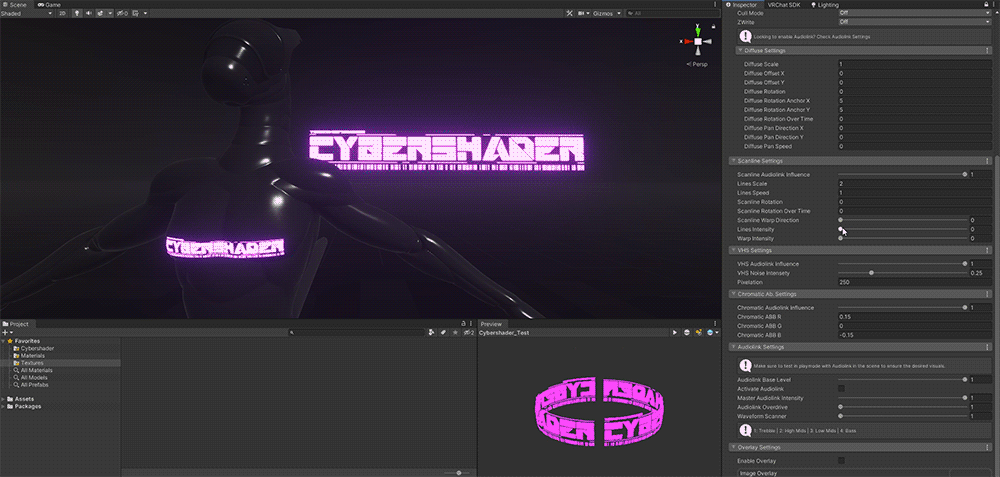 Scene Game
Shaded 2D Gizmos All
Persp
CYBERSHADER
CYBERSHADER
Project
Favorites
Cybershader
Materials
Textures
All Materials
All Models
All Prefabs
Assets
Packages
Preview
Cybershader_Test
Inspector VRChat SDK Lighting
Cull Mode Off
ZWrite Off
Looking to enable Audiolink? Check Audiolink Settings
Diffuse Settings
Diffuse Scale 1
Diffuse Offset X 0
Diffuse Offset Y 0
Diffuse Rotation 0
Diffuse Rotation Anchor X 5
Diffuse Rotation Anchor Y 5
Diffuse Rotation Over Time 0
Diffuse Pan Direction X 0
Diffuse Pan Direction Y 0
Diffuse Pan Speed 0
Scanline Settings
Scanline Audiolink Influence 1
Lines Scale 2
Lines Speed 1
Scanline Rotation 0
Scanline Rotation Over Time 0
Scanline Warp Direction 0
Lines Intensity 0
Warp Intensity 0
VHS Settings
VHS Audiolink Influence 1
VHS Noise Intensety 0.25
Pixelation 250
Chromatic Ab. Settings
Chromatic Audiolink Influence 1
Chromatic ABB R 0.15
Chromatic ABB G 0
Chromatic ABB B -0.15
Audiolink Settings
Make sure to test in playmode with Audiolink in the scene to ensure the desired visuals.
Audiolink Base Level 1
Activate Audiolink
Master Audiolink Intensity 1
Audiolink Overdrive 0
Waveform Scanner 0
1: Trebble | 2: High Mids | 3: Low Mids | 4: Bass
Overlay Settings
Enable Overlay
Image Overlay